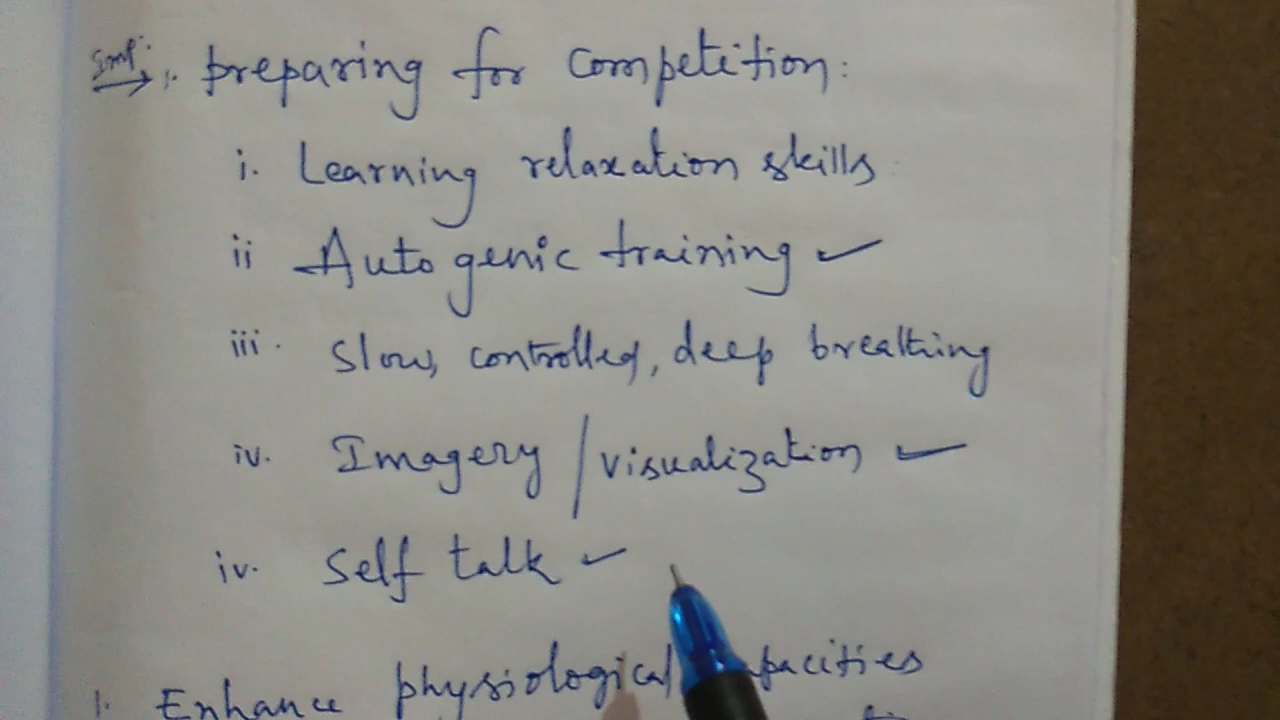 Imp. 1. Preparing for competition:
i. Learning relaxation skills
ii Autogenic training ✓
iii. Slow, controlled, deep breathing
iv. Imagery / visualization ✓
iv. Self talk ✓
1. Enhance physiological